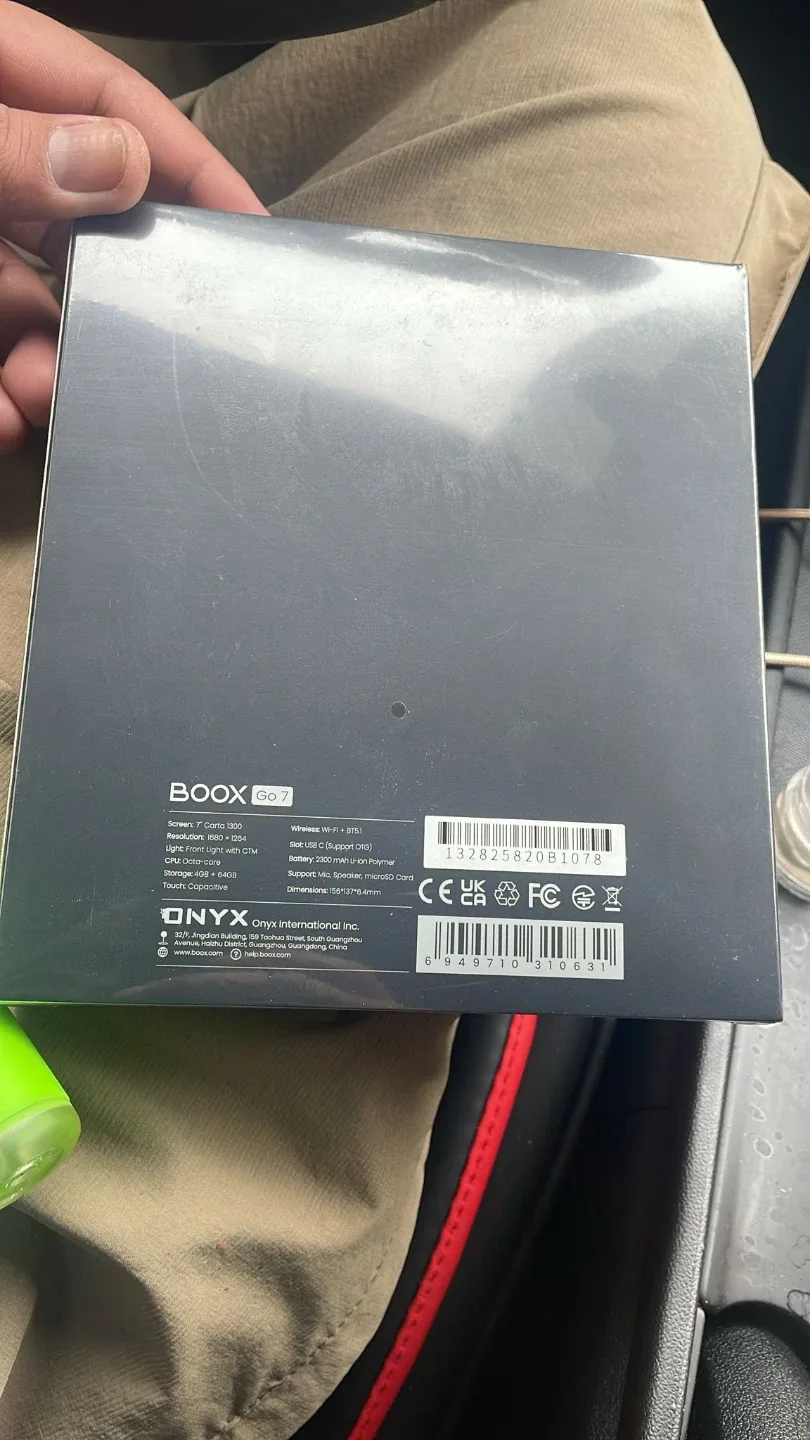 BOOX Go 7
Screen: 7" Carta 1300
Resolution: 1680 × 1264
Light: Front Light with CTM
CPU: Octa-core
Storage: 4GB + 64GB
Touch: Capacitive
Wireless: Wi-Fi + BT5.1
Slot: USB C (Support OTG)
Battery: 2300 mAh Li-ion Polymer
Support: Mic, Speaker, microSD Card
Dimensions: 156*137*6.4mm
132825820B1078
CE UK CA FC
ONYX Onyx International Inc.
32/F, Jingdian Building, 159 Taohua Street, South Guangzhou
Avenue, Haizhu District, Guangzhou, Guangdong, China
www.boox.com help.boox.com
6 949710 310631